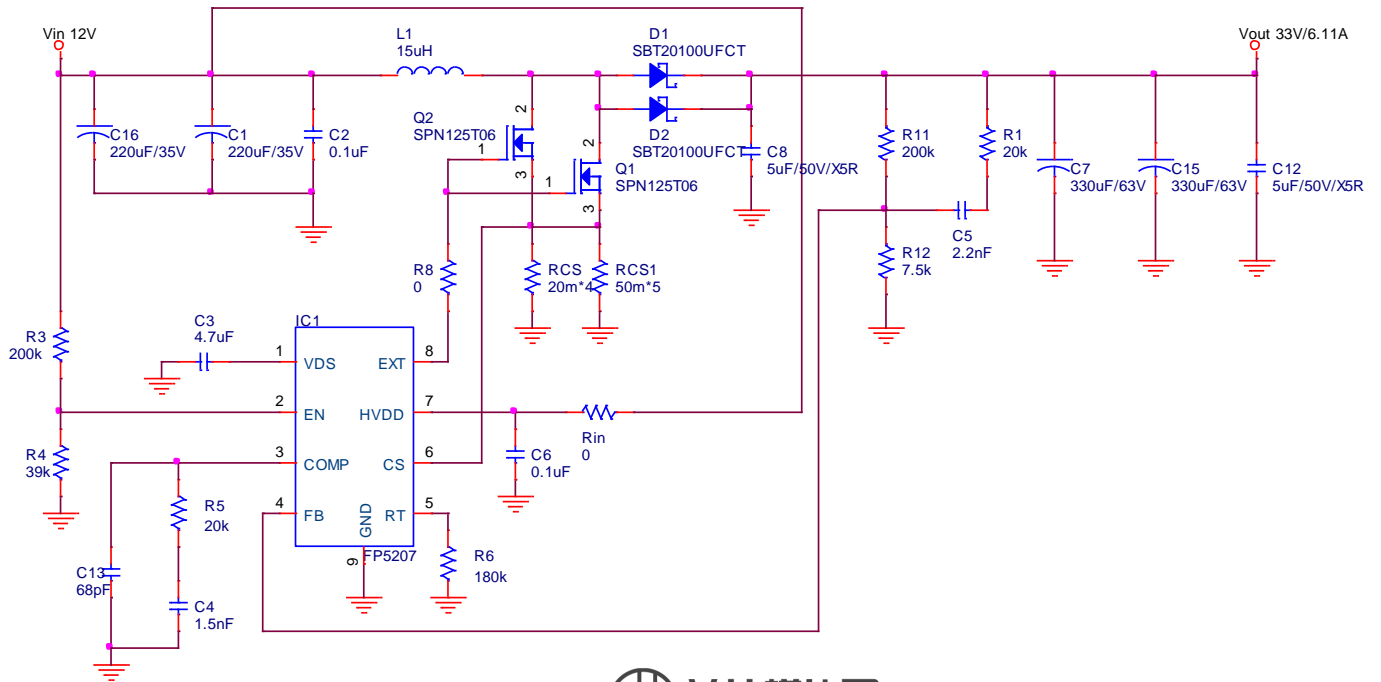 Vin 12V
L1
15uH
D1
SBT20100UFCT
Vout 33V/6.11A
C16
220uF/35V
C1
220uF/35V
C2
0.1uF
Q2
SPN125T06
1
2
3
D2
SBT20100UFCT
Q1
SPN125T06
1
2
3
C8
5uF/50V/X5R
R11
200k
R1
20k
C7
330uF/63V
C15
330uF/63V
C12
5uF/50V/X5R
C5
2.2nF
R12
7.5k
R8
0
RCS
20m*4
RCS1
50m*5
R3
200k
C3
4.7uF
IC1
1
VDS
EXT
8
2
EN
HVDD
7
3
COMP
CS
6
4
FB
GND
RT
5
9
FP5207
Rin
0
C6
0.1uF
R4
39k
R5
20k
R6
180k
C13
68pF
C4
1.5nF